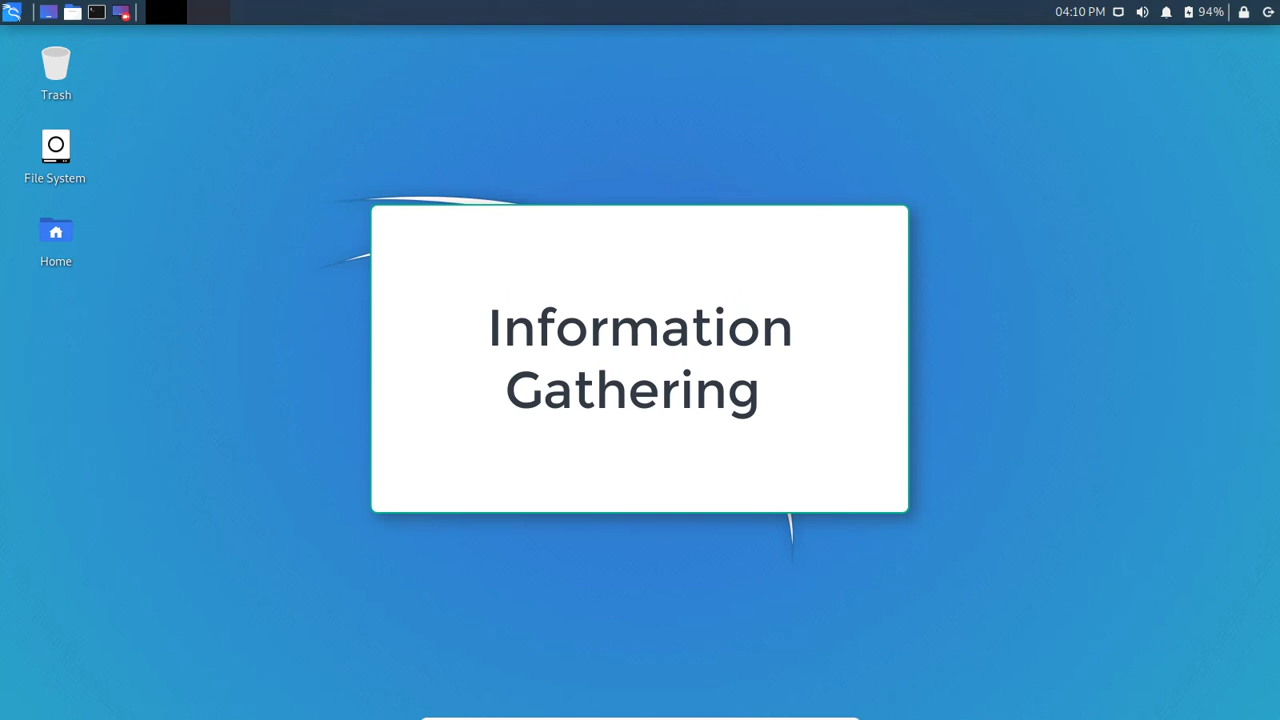 04:10 PM
94%
Trash
File System
Home
Information
Gathering